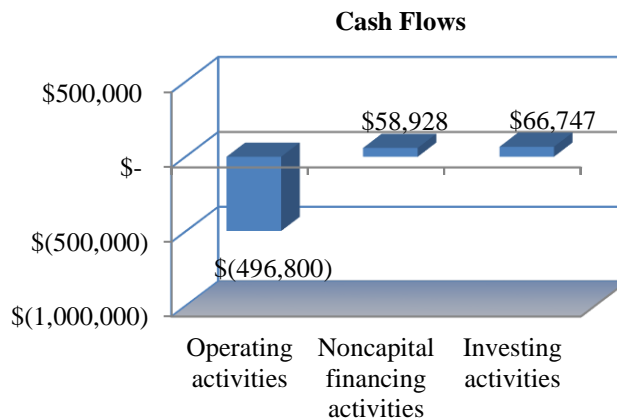 Cash Flows
$500,000
$58,928
$66,747
$-
$(500,000)
$(496,800)
$(1,000,000)
Operating
activities
Noncapital
financing
activities
Investing
activities